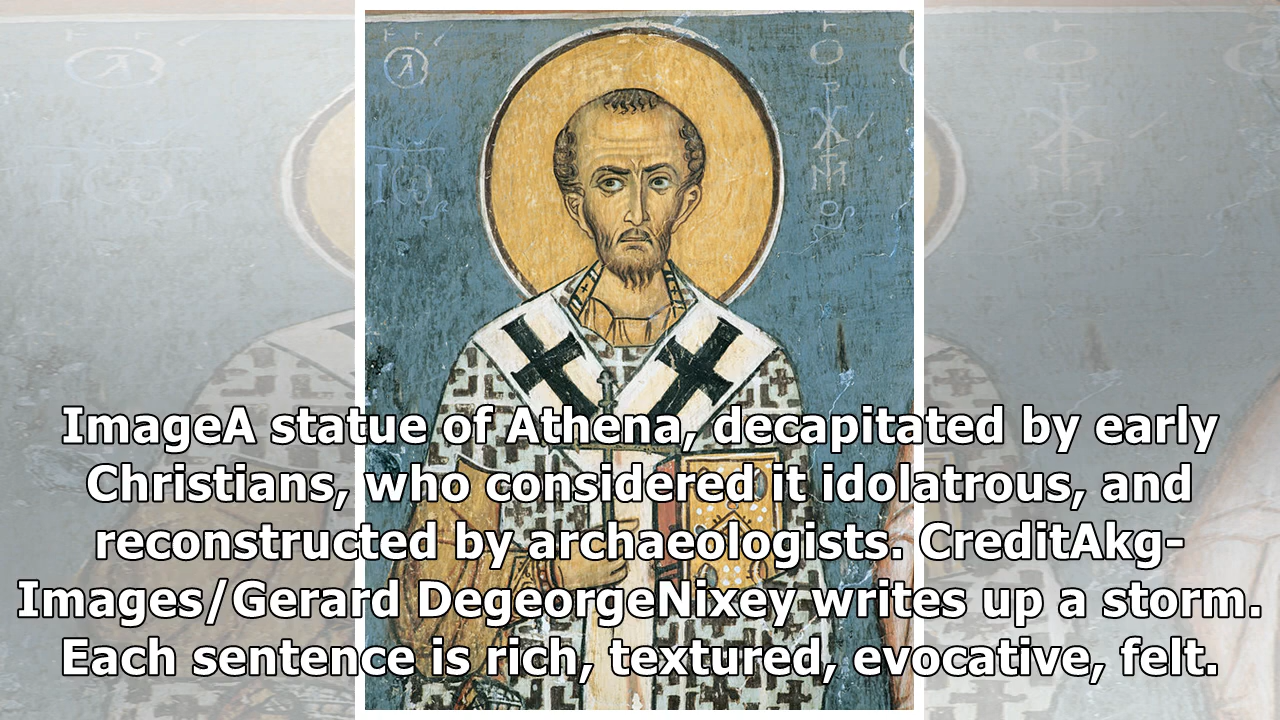 ImageA statue of Athena, decapitated by early
Christians, who considered it idolatrous, and
reconstructed by archaeologists. CreditAkg-
Images/Gerard DegeorgeNixey writes up a storm.
Each sentence is rich, textured, evocative, felt.